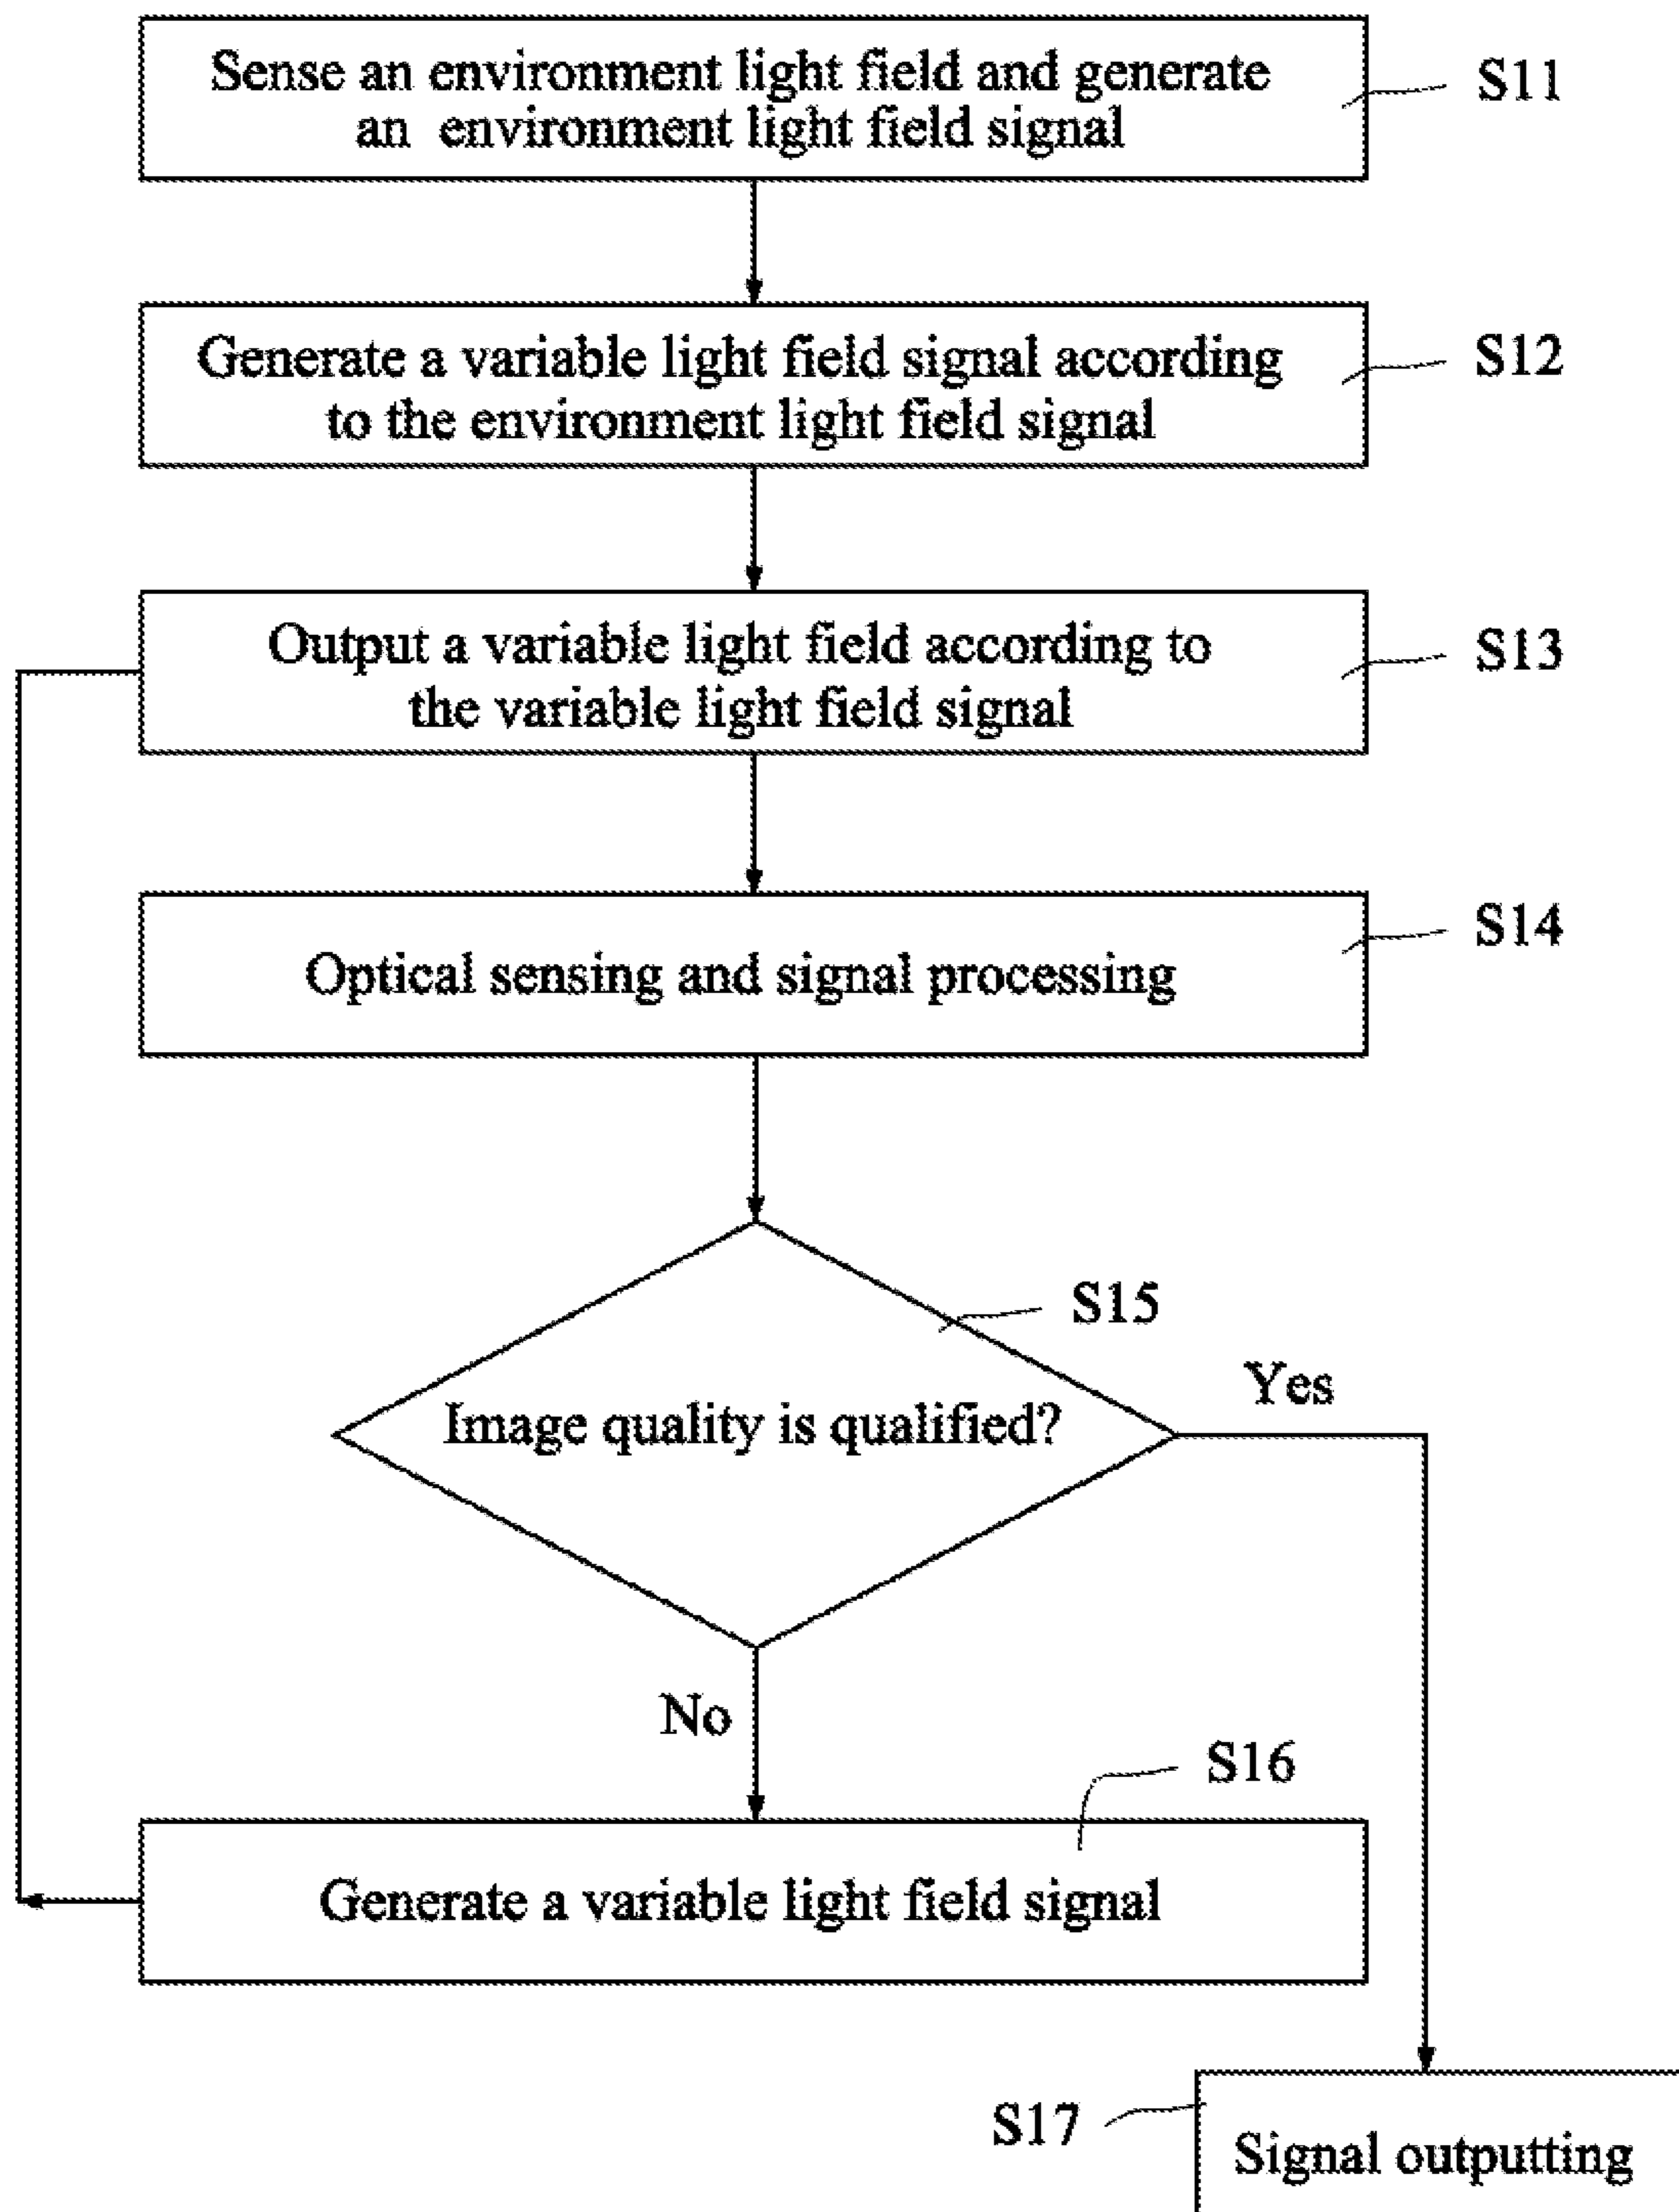 Sense an environment light field and generate
an environment light field signal
S11
Generate a variable light field signal according
to the environment light field signal
S12
Output a variable light field according to
the variable light field signal
S13
Optical sensing and signal processing
S14
S15
Image quality is qualified?
Yes
No
S16
Generate a variable light field signal
S17
Signal outputting